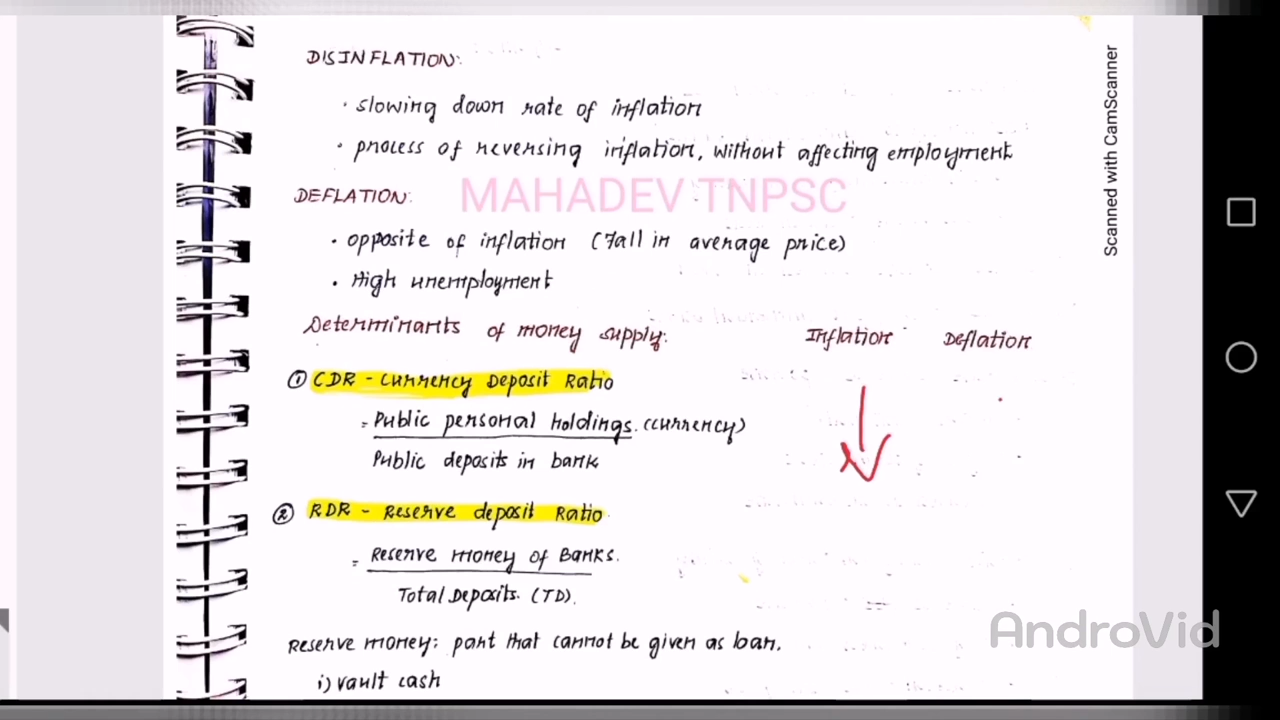 DISINFLATION:
• slowing down rate of inflation
• process of reversing inflation, without affecting employment
MAHADEV TNPSC
DEFLATION:
• opposite of inflation (Fall in average price)
• High unemployment
Determinants of money supply: Inflation Deflation
① CDR - Currency Deposit Ratio
= Public personal holdings. (currency)
Public deposits in bank
② RDR - Reserve deposit Ratio
= Reserve money of Banks.
Total Deposits. (TD).
Reserve money: part that cannot be given as loan.
i) vault cash
Scanned with CamScanner
AndroVid